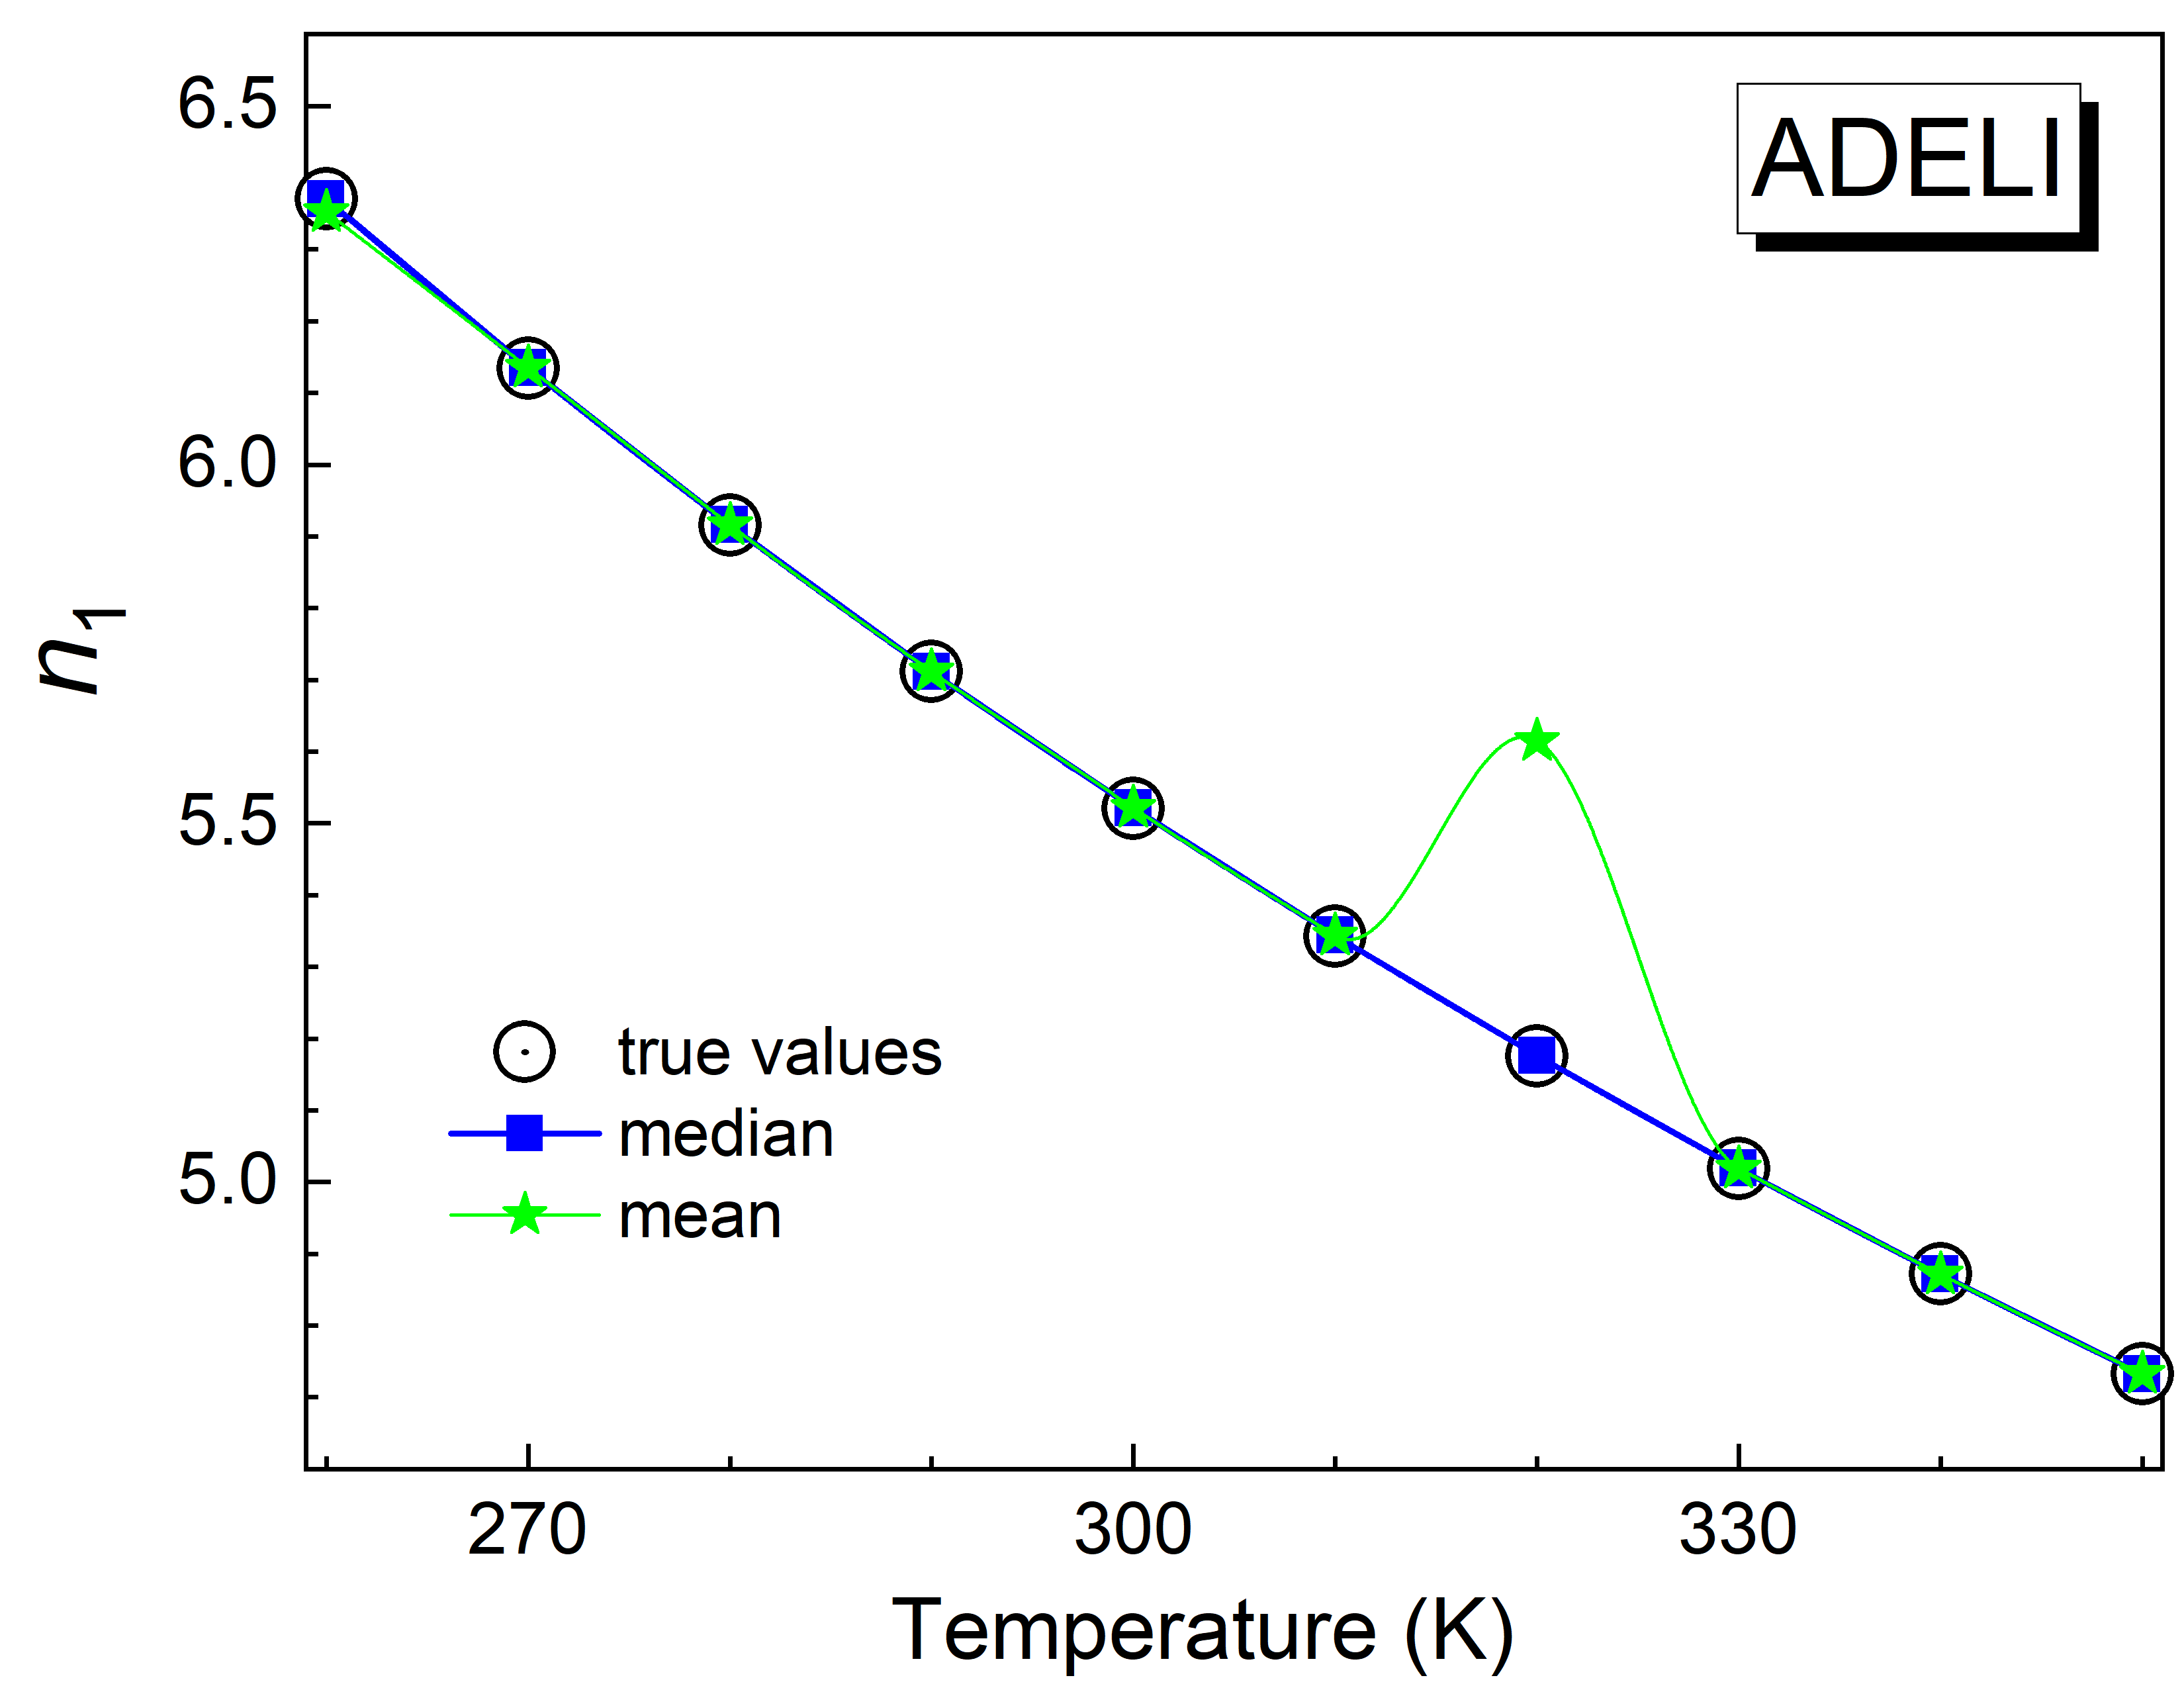 ADELI
6.5
6.0
5.5
5.0
n1
true values
median
mean
270 300 330
Temperature (K)